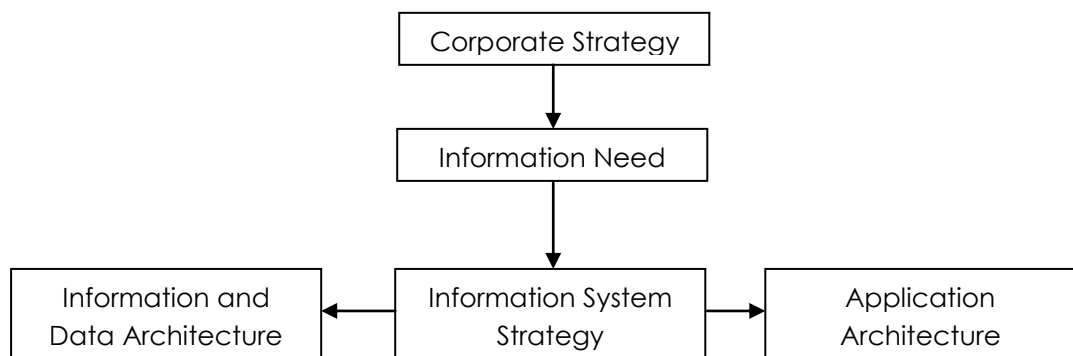 Corporate Strategy
Information Need
Information and
Data Architecture
Information System
Strategy
Application
Architecture